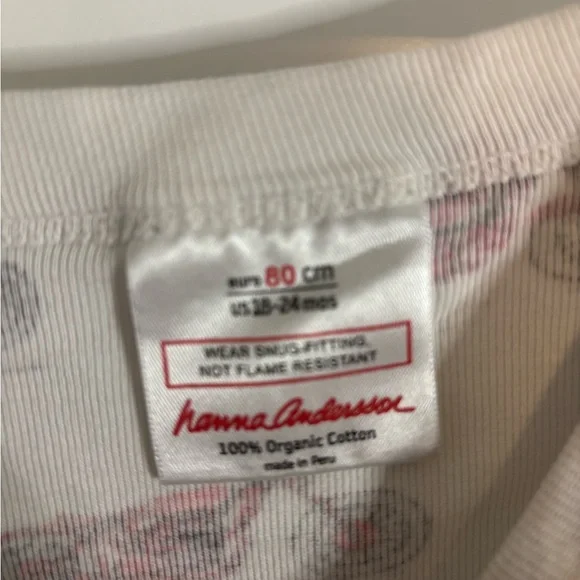 EURO 80 cm
US 18-24 mos
WEAR SNUG-FITTING,
NOT FLAME RESISTANT
hanna Andersson
100% Organic Cotton
made in Peru